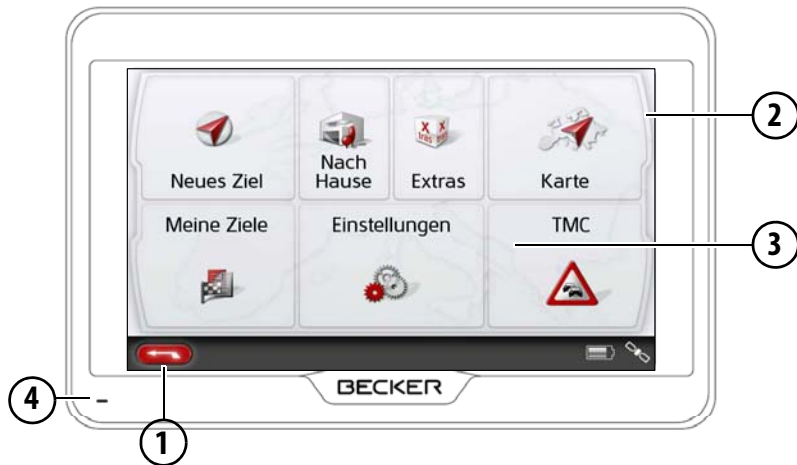 Neues Ziel
Nach
Hause
Extras
Karte
Meine Ziele
Einstellungen
TMC
BECKER
1
2
3
4